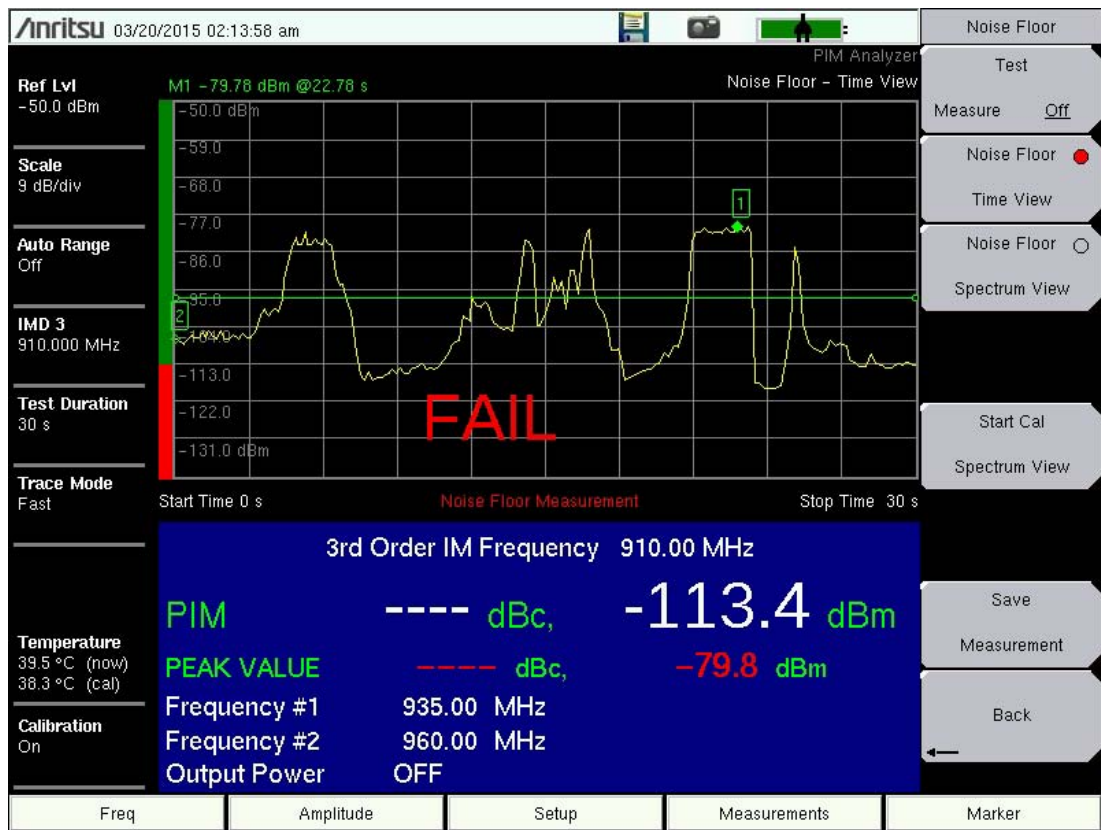 Anritsu 03/20/2015 02:13:58 am
Noise Floor
PIM Analyzer
Noise Floor - Time View
M1 -79.78 dBm @22.78 s
Ref Lvl
-50.0 dBm
Scale
9 dB/div
Auto Range
Off
IMD 3
910.000 MHz
Test Duration
30 s
Trace Mode
Fast
Temperature
39.5 °C (now)
38.3 °C (cal)
Calibration
On
-50.0 dBm
-59.0
-68.0
-77.0
-86.0
-95.0
-104.0
-113.0
-122.0
-131.0 dBm
1
2
FAIL
Start Time 0 s
Noise Floor Measurement
Stop Time 30 s
3rd Order IM Frequency 910.00 MHz
PIM ---- dBc, -113.4 dBm
PEAK VALUE ---- dBc, -79.8 dBm
Frequency #1 935.00 MHz
Frequency #2 960.00 MHz
Output Power OFF
Test
Measure Off
Noise Floor
Time View
Noise Floor
Spectrum View
Start Cal
Spectrum View
Save
Measurement
Back
Freq
Amplitude
Setup
Measurements
Marker